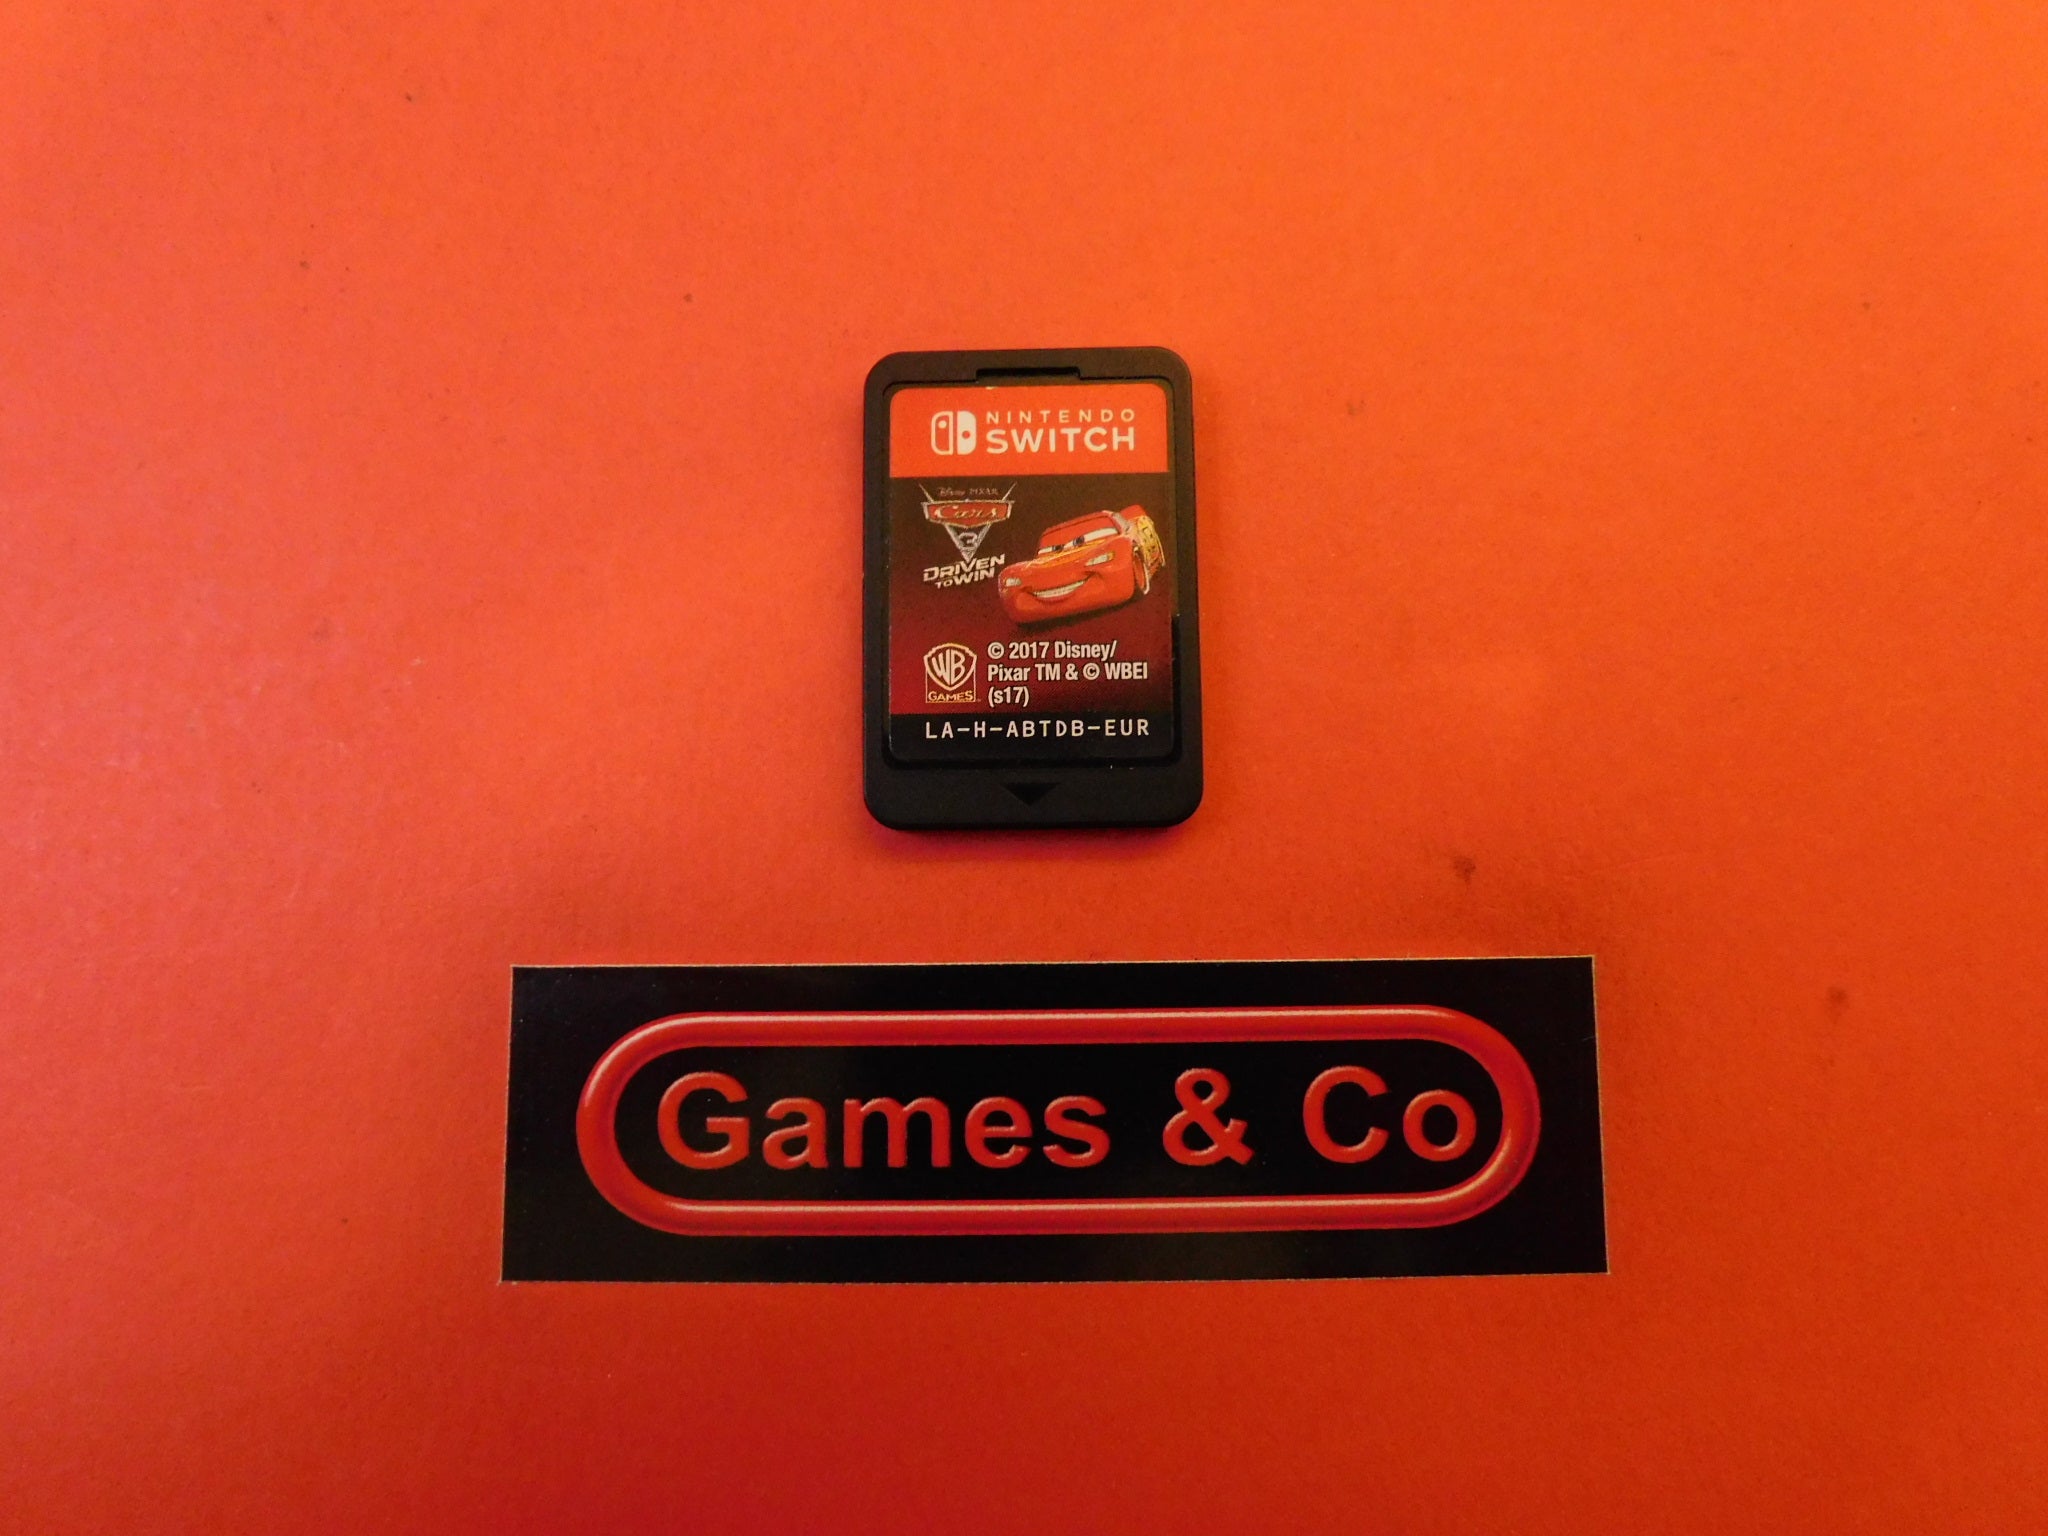 NINTENDO
SWITCH
Disney PIXAR
Cars
3
DRIVEN
TO WIN
WB
GAMES
© 2017 Disney/
Pixar TM & © WBEI
(s17)
LA-H-ABTDB-EUR
Games & Co